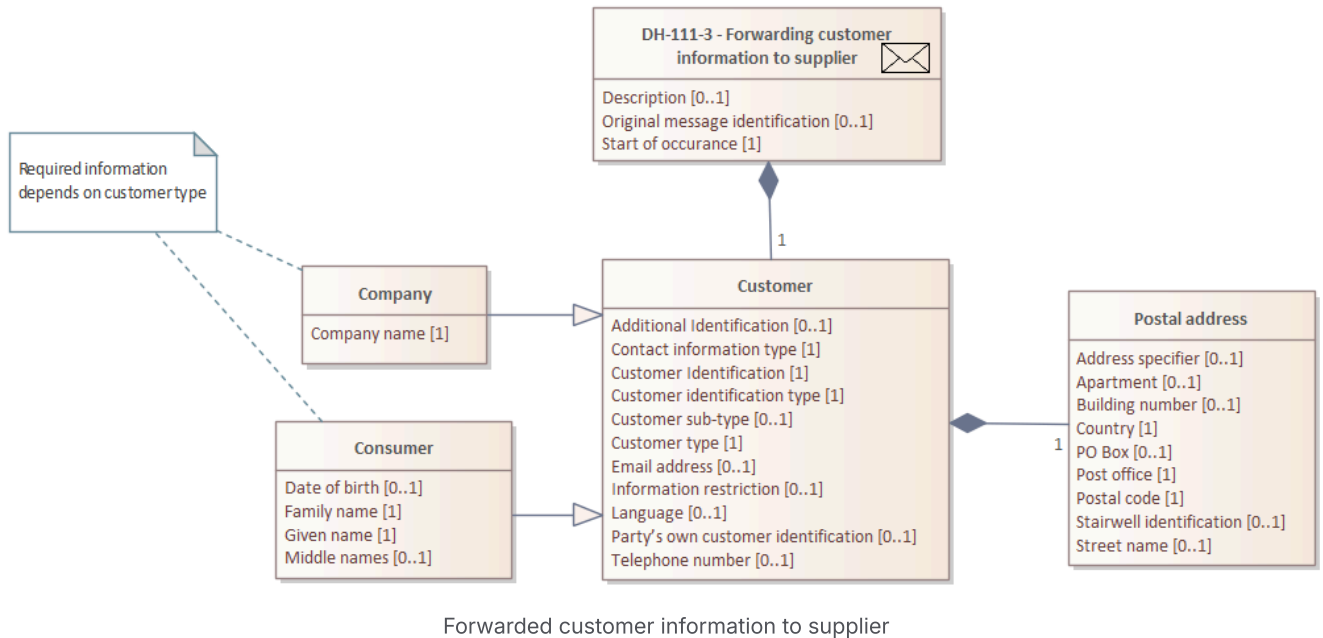 DH-111-3 - Forwarding customer
information to supplier
Description [0..1]
Original message identification [0..1]
Start of occurance [1]
Required information
depends on customer type
1
Company
Company name [1]
Customer
Additional Identification [0..1]
Contact information type [1]
Customer Identification [1]
Customer identification type [1]
Customer sub-type [0..1]
Customer type [1]
Email address [0..1]
Information restriction [0..1]
Language [0..1]
Party's own customer identification [0..1]
Telephone number [0..1]
Postal address
Address specifier [0..1]
Apartment [0..1]
Building number [0..1]
Country [1]
PO Box [0..1]
Post office [1]
Postal code [1]
Stairwell identification [0..1]
Street name [0..1]
1
Consumer
Date of birth [0..1]
Family name [1]
Given name [1]
Middle names [0..1]
Forwarded customer information to supplier